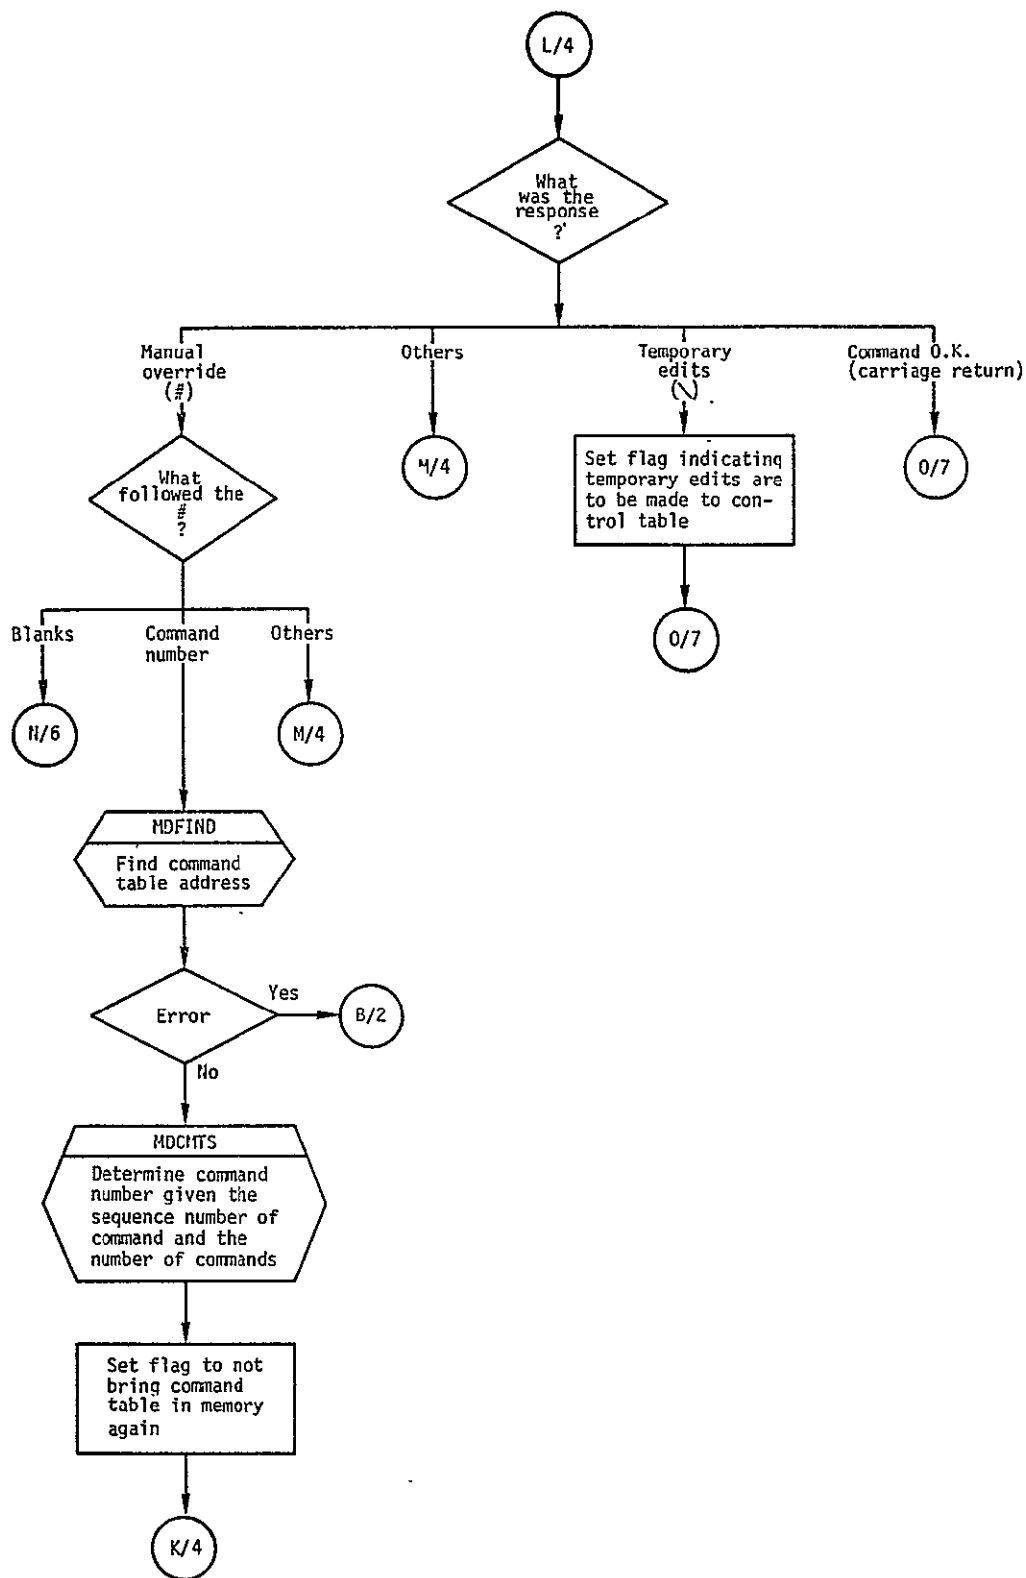 L/4
What
was the
response
?
Manual
override
(#)
Others
Temporary
edits
(\)
Command O.K.
(carriage return)
M/4
Set flag indicating
temporary edits are
to be made to con-
trol table
O/7
O/7
What
followed the
#
?
Blanks
Command
number
Others
N/6
M/4
MDFIND
Find command
table address
Error
Yes
B/2
No
MDCMTS
Determine command
number given the
sequence number of
command and the
number of commands
Set flag to not
bring command
table in memory
again
K/4